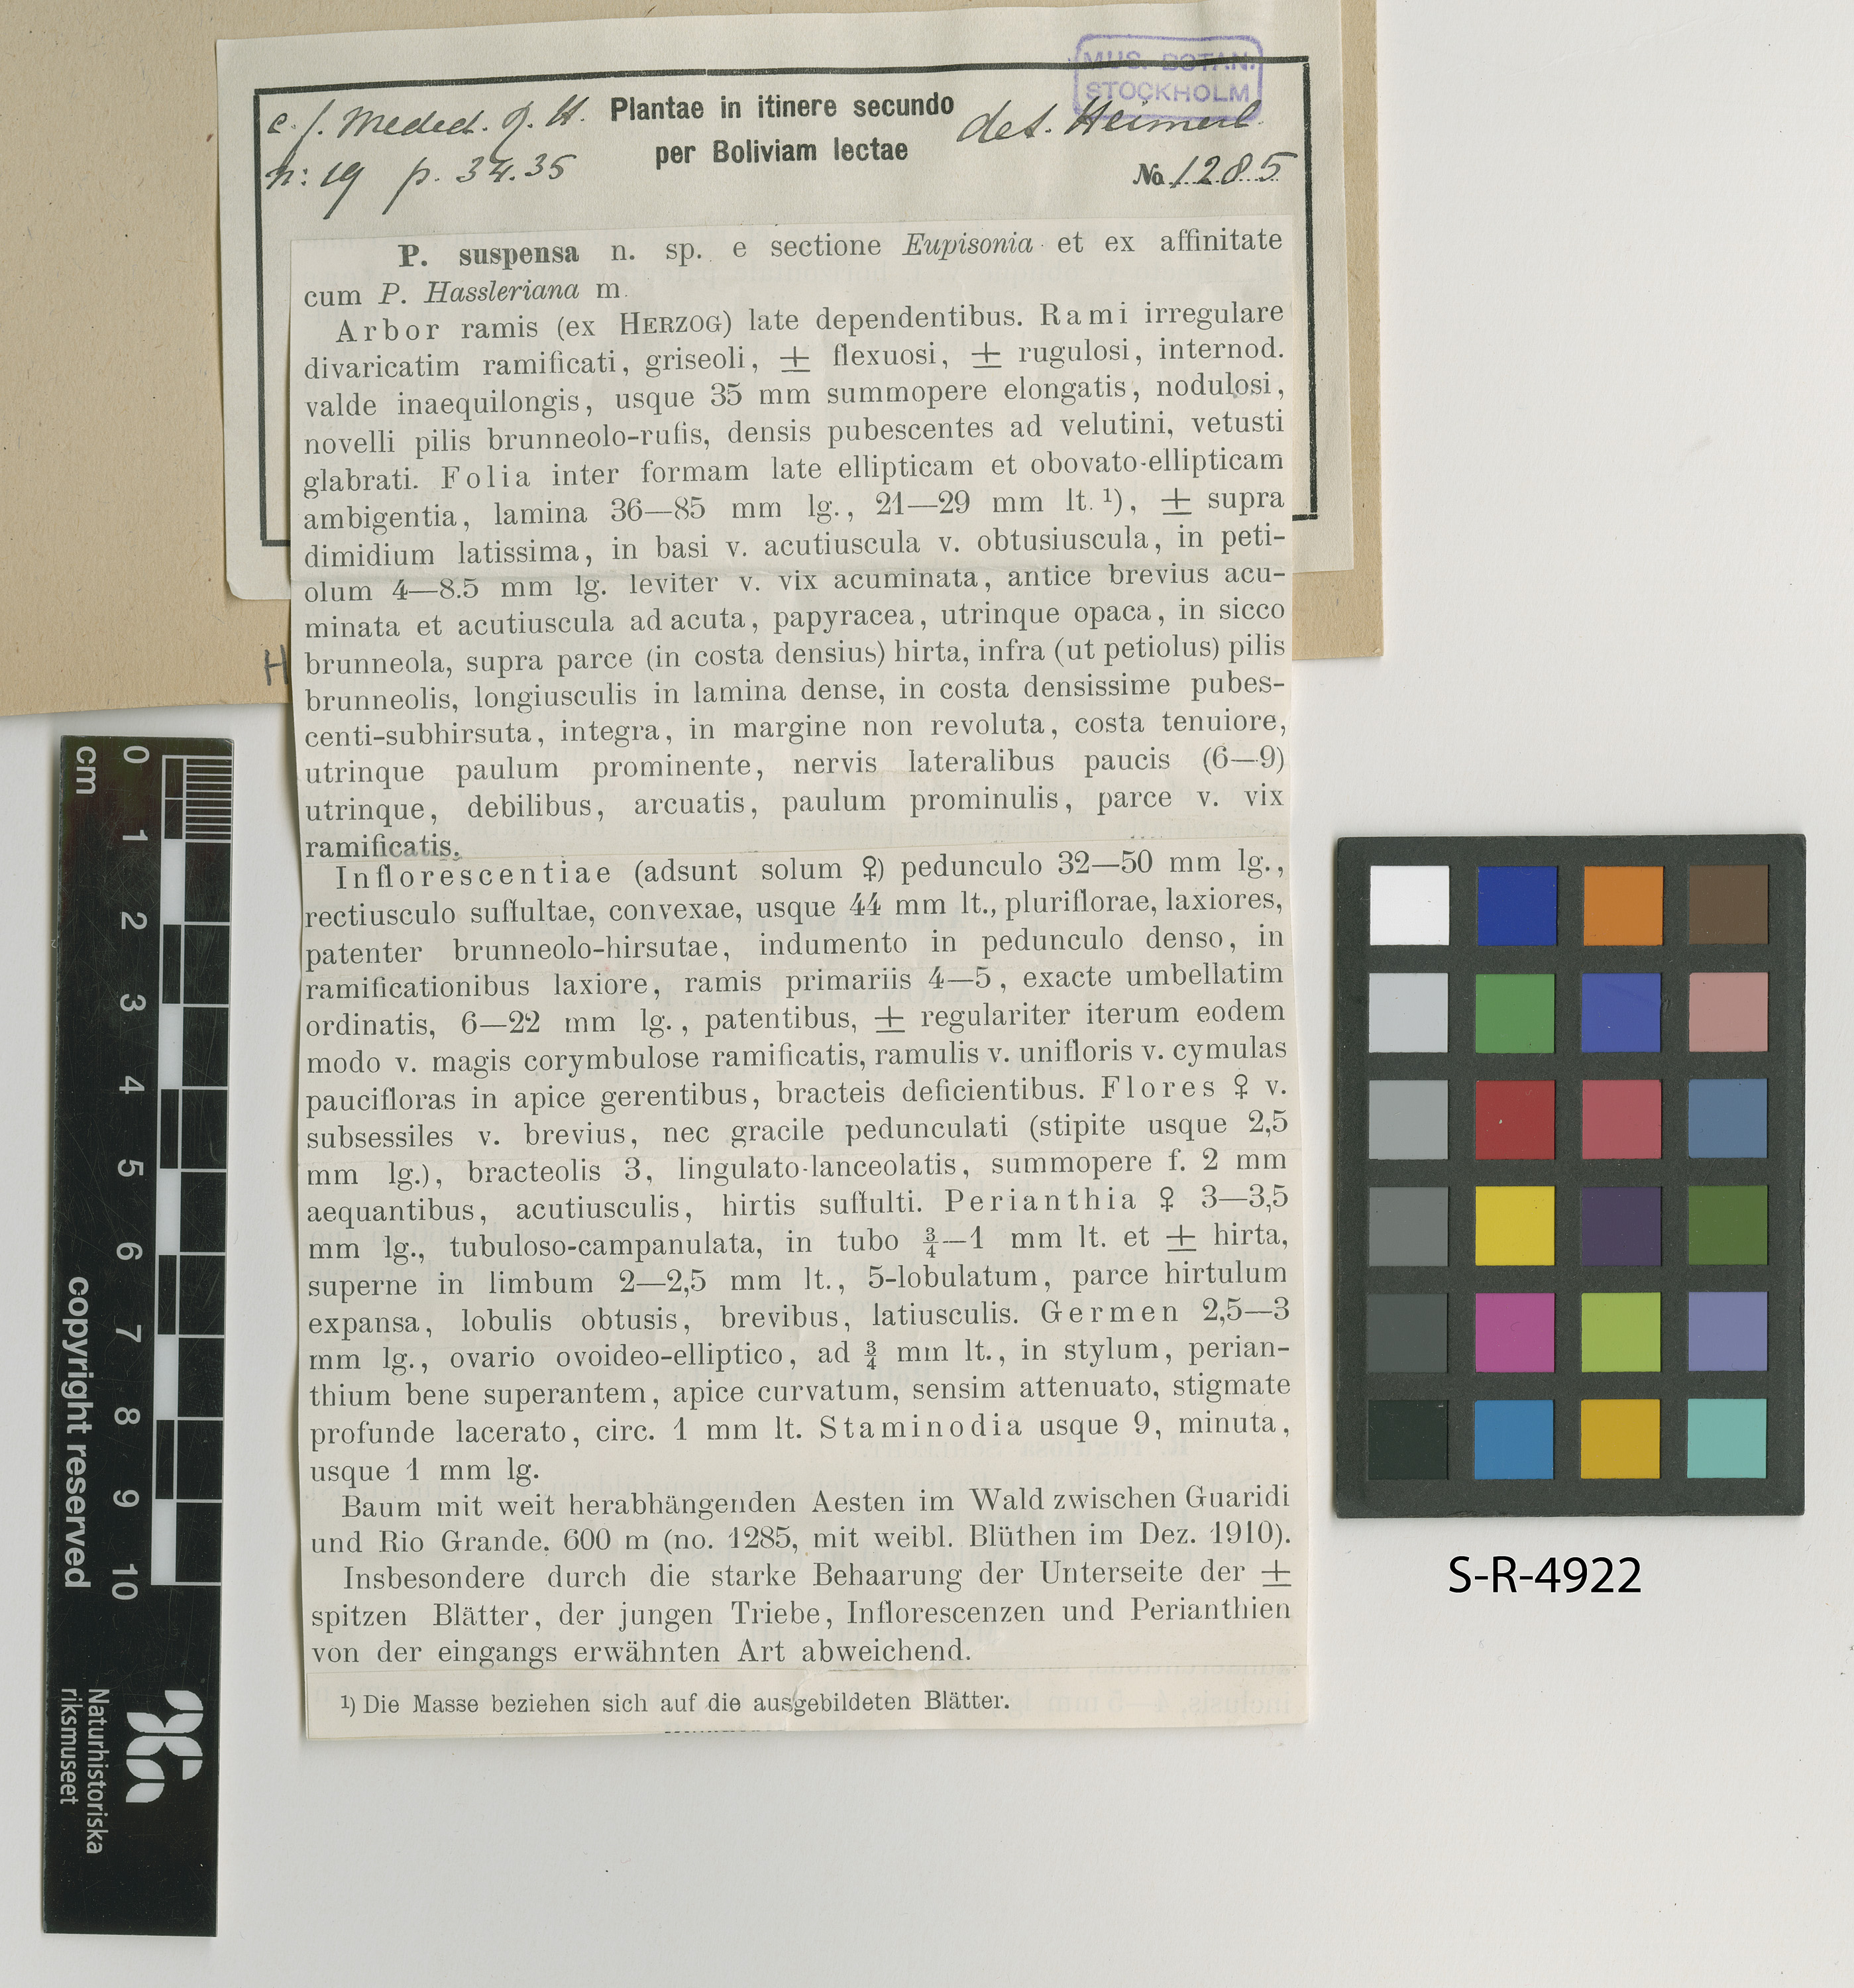 MUS. BOTAN.
STOCKHOLM
c. f. Meded. J. H.
n: 19 p. 34.35
Plantae in itinere secundo
per Boliviam lectae
det. Heimerl.
No 1285
P. suspensa n. sp. e sectione Eupisonia et ex affinitate
cum P. Hassleriana m.
Arbor ramis (ex HERZOG) late dependentibus. Rami irregulare
divaricatim ramificati, griseoli, ± flexuosi, ± rugulosi, internod.
valde inaequilongis, usque 35 mm summopere elongatis, nodulosi,
novelli pilis brunneolo-rufis, densis pubescentes ad velutini, vetusti
glabrati. Folia inter formam late ellipticam et obovato-ellipticam
ambigentia, lamina 36—85 mm lg., 21—29 mm lt. ¹), ± supra
dimidium latissima, in basi v. acutiuscula v. obtusiuscula, in peti-
olum 4—8.5 mm lg. leviter v. vix acuminata, antice brevius acu-
minata et acutiuscula ad acuta, papyracea, utrinque opaca, in sicco
brunneola, supra parce (in costa densius) hirta, infra (ut petiolus) pilis
brunneolis, longiusculis in lamina dense, in costa densissime pubes-
centi-subhirsuta, integra, in margine non revoluta, costa tenuiore,
utrinque paulum prominente, nervis lateralibus paucis (6—9)
utrinque, debilibus, arcuatis, paulum prominulis, parce v. vix
ramificatis.
Inflorescentiae (adsunt solum ♀) pedunculo 32—50 mm lg.,
rectiusculo suffultae, convexae, usque 44 mm lt., pluriflorae, laxiores,
patenter brunneolo-hirsutae, indumento in pedunculo denso, in
ramificationibus laxiore, ramis primariis 4—5, exacte umbellatim
ordinatis, 6—22 mm lg., patentibus, ± regulariter iterum eodem
modo v. magis corymbulose ramificatis, ramulis v. unifloris v. cymulas
paucifloras in apice gerentibus, bracteis deficientibus. Flores ♀ v.
subsessiles v. brevius, nec gracile pedunculati (stipite usque 2,5
mm lg.), bracteolis 3, lingulato-lanceolatis, summopere f. 2 mm
aequantibus, acutiusculis, hirtis suffulti. Perianthia ♀ 3—3,5
mm lg., tubuloso-campanulata, in tubo ¾—1 mm lt. et ± hirta,
superne in limbum 2—2,5 mm lt., 5-lobulatum, parce hirtulum
expansa, lobulis obtusis, brevibus, latiusculis. Germen 2,5—3
mm lg., ovario ovoideo-elliptico, ad ¾ mm lt., in stylum, perian-
thium bene superantem, apice curvatum, sensim attenuato, stigmate
profunde lacerato, circ. 1 mm lt. Staminodia usque 9, minuta,
usque 1 mm lg.
Baum mit weit herabhängenden Aesten im Wald zwischen Guaridi
und Rio Grande. 600 m (no. 1285, mit weibl. Blüthen im Dez. 1910).
Insbesondere durch die starke Behaarung der Unterseite der ±
spitzen Blätter, der jungen Triebe, Inflorescenzen und Perianthien
von der eingangs erwähnten Art abweichend.
¹) Die Masse beziehen sich auf die ausgebildeten Blätter.
H
cm
0
1
2
3
4
5
6
7
8
9
10
copyright reserved
Naturhistoriska
riksmuseet
S-R-4922